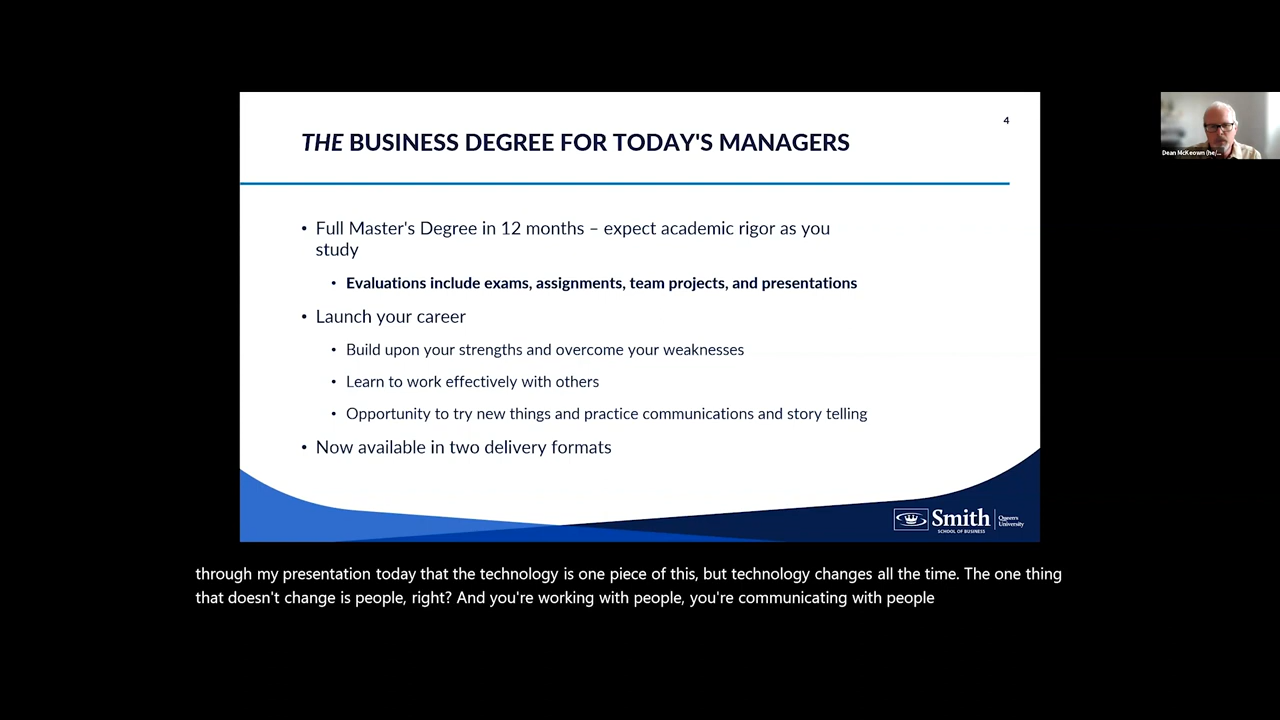 4
THE BUSINESS DEGREE FOR TODAY'S MANAGERS
• Full Master's Degree in 12 months – expect academic rigor as you
study
• Evaluations include exams, assignments, team projects, and presentations
• Launch your career
• Build upon your strengths and overcome your weaknesses
• Learn to work effectively with others
• Opportunity to try new things and practice communications and story telling
• Now available in two delivery formats
Smith
SCHOOL OF BUSINESS
Queen's
University
Dean McKeown (he/...
through my presentation today that the technology is one piece of this, but technology changes all the time. The one thing
that doesn't change is people, right? And you're working with people, you're communicating with people